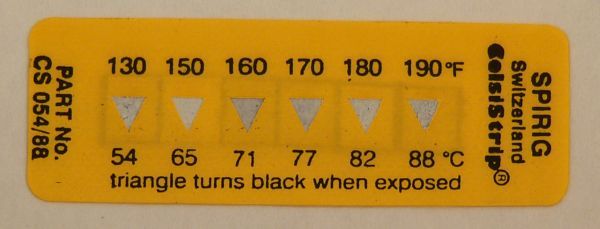 PART No.
CS 054/88
130 150 160 170 180 190°F
54 65 71 77 82 88°C
triangle turns black when exposed
SPIRIG
Switzerland
CelsiStrip®